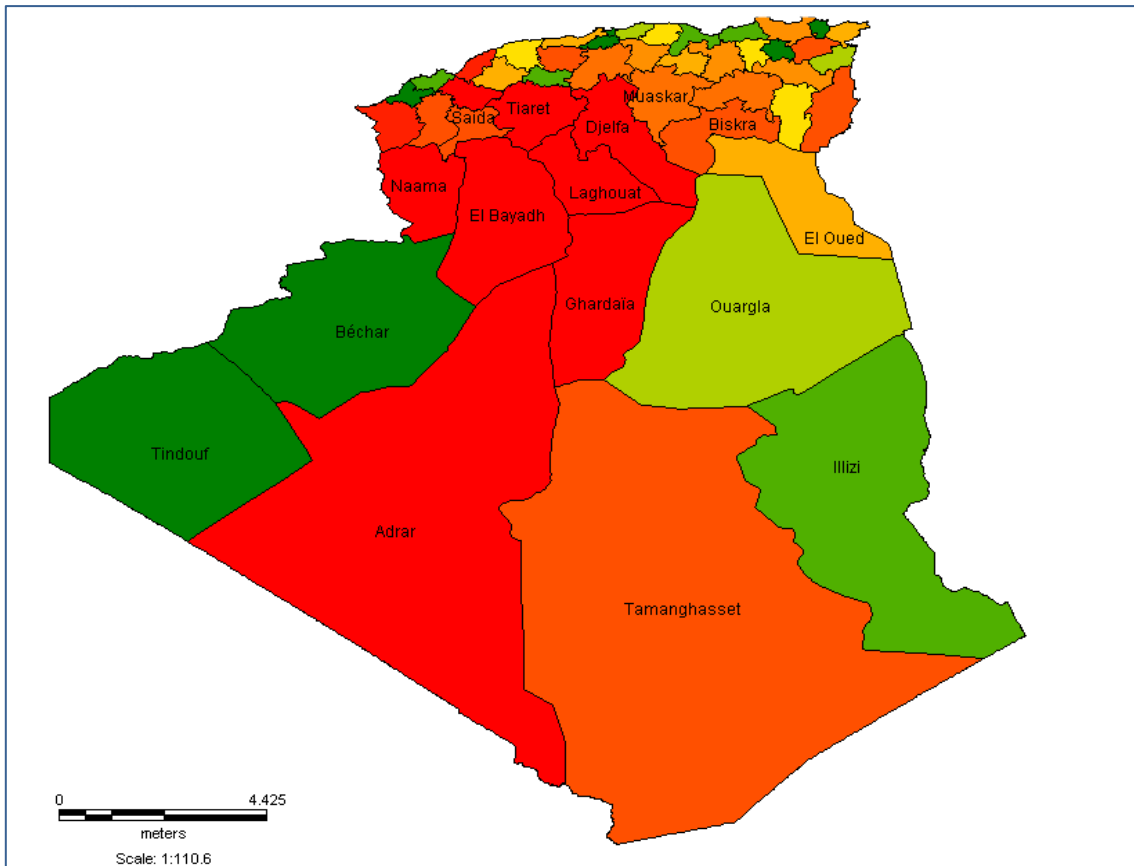 Muaskar
Tiaret
Saida
Djelfa
Biskra
Naama
Laghouat
El Bayadh
El Oued
Ghardaïa
Ouargla
Béchar
Tindouf
Illizi
Adrar
Tamanghasset
0 4.425
meters
Scale: 1:110.6